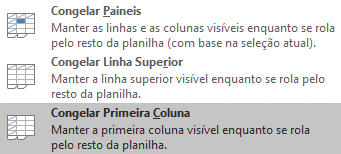 Congelar Paineis
Manter as linhas e as colunas visíveis enquanto se rola
pelo resto da planilha (com base na seleção atual).
Congelar Linha Superior
Manter a linha superior visível enquanto se rola pelo
resto da planilha.
Congelar Primeira Coluna
Manter a primeira coluna visível enquanto se rola
pelo resto da planilha.